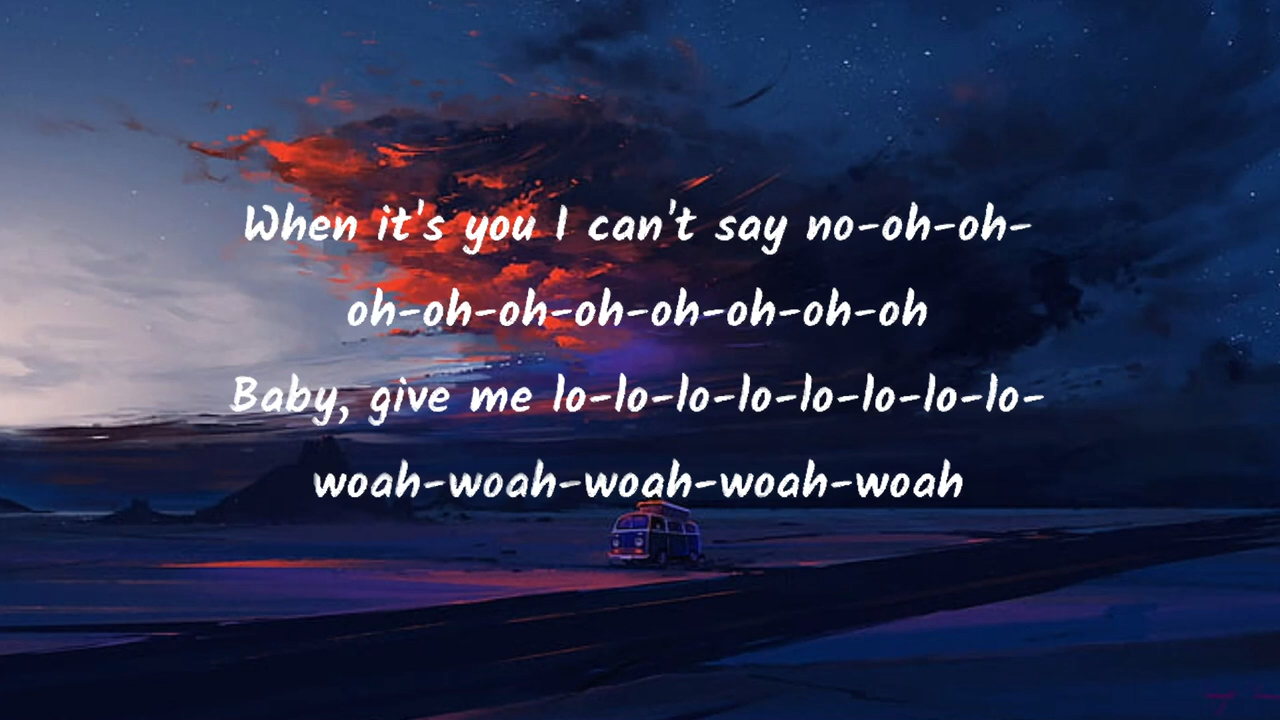 When it's you I can't say no-oh-oh-
oh-oh-oh-oh-oh-oh-oh-oh
Baby, give me lo-lo-lo-lo-lo-lo-lo-lo-
woah-woah-woah-woah-woah